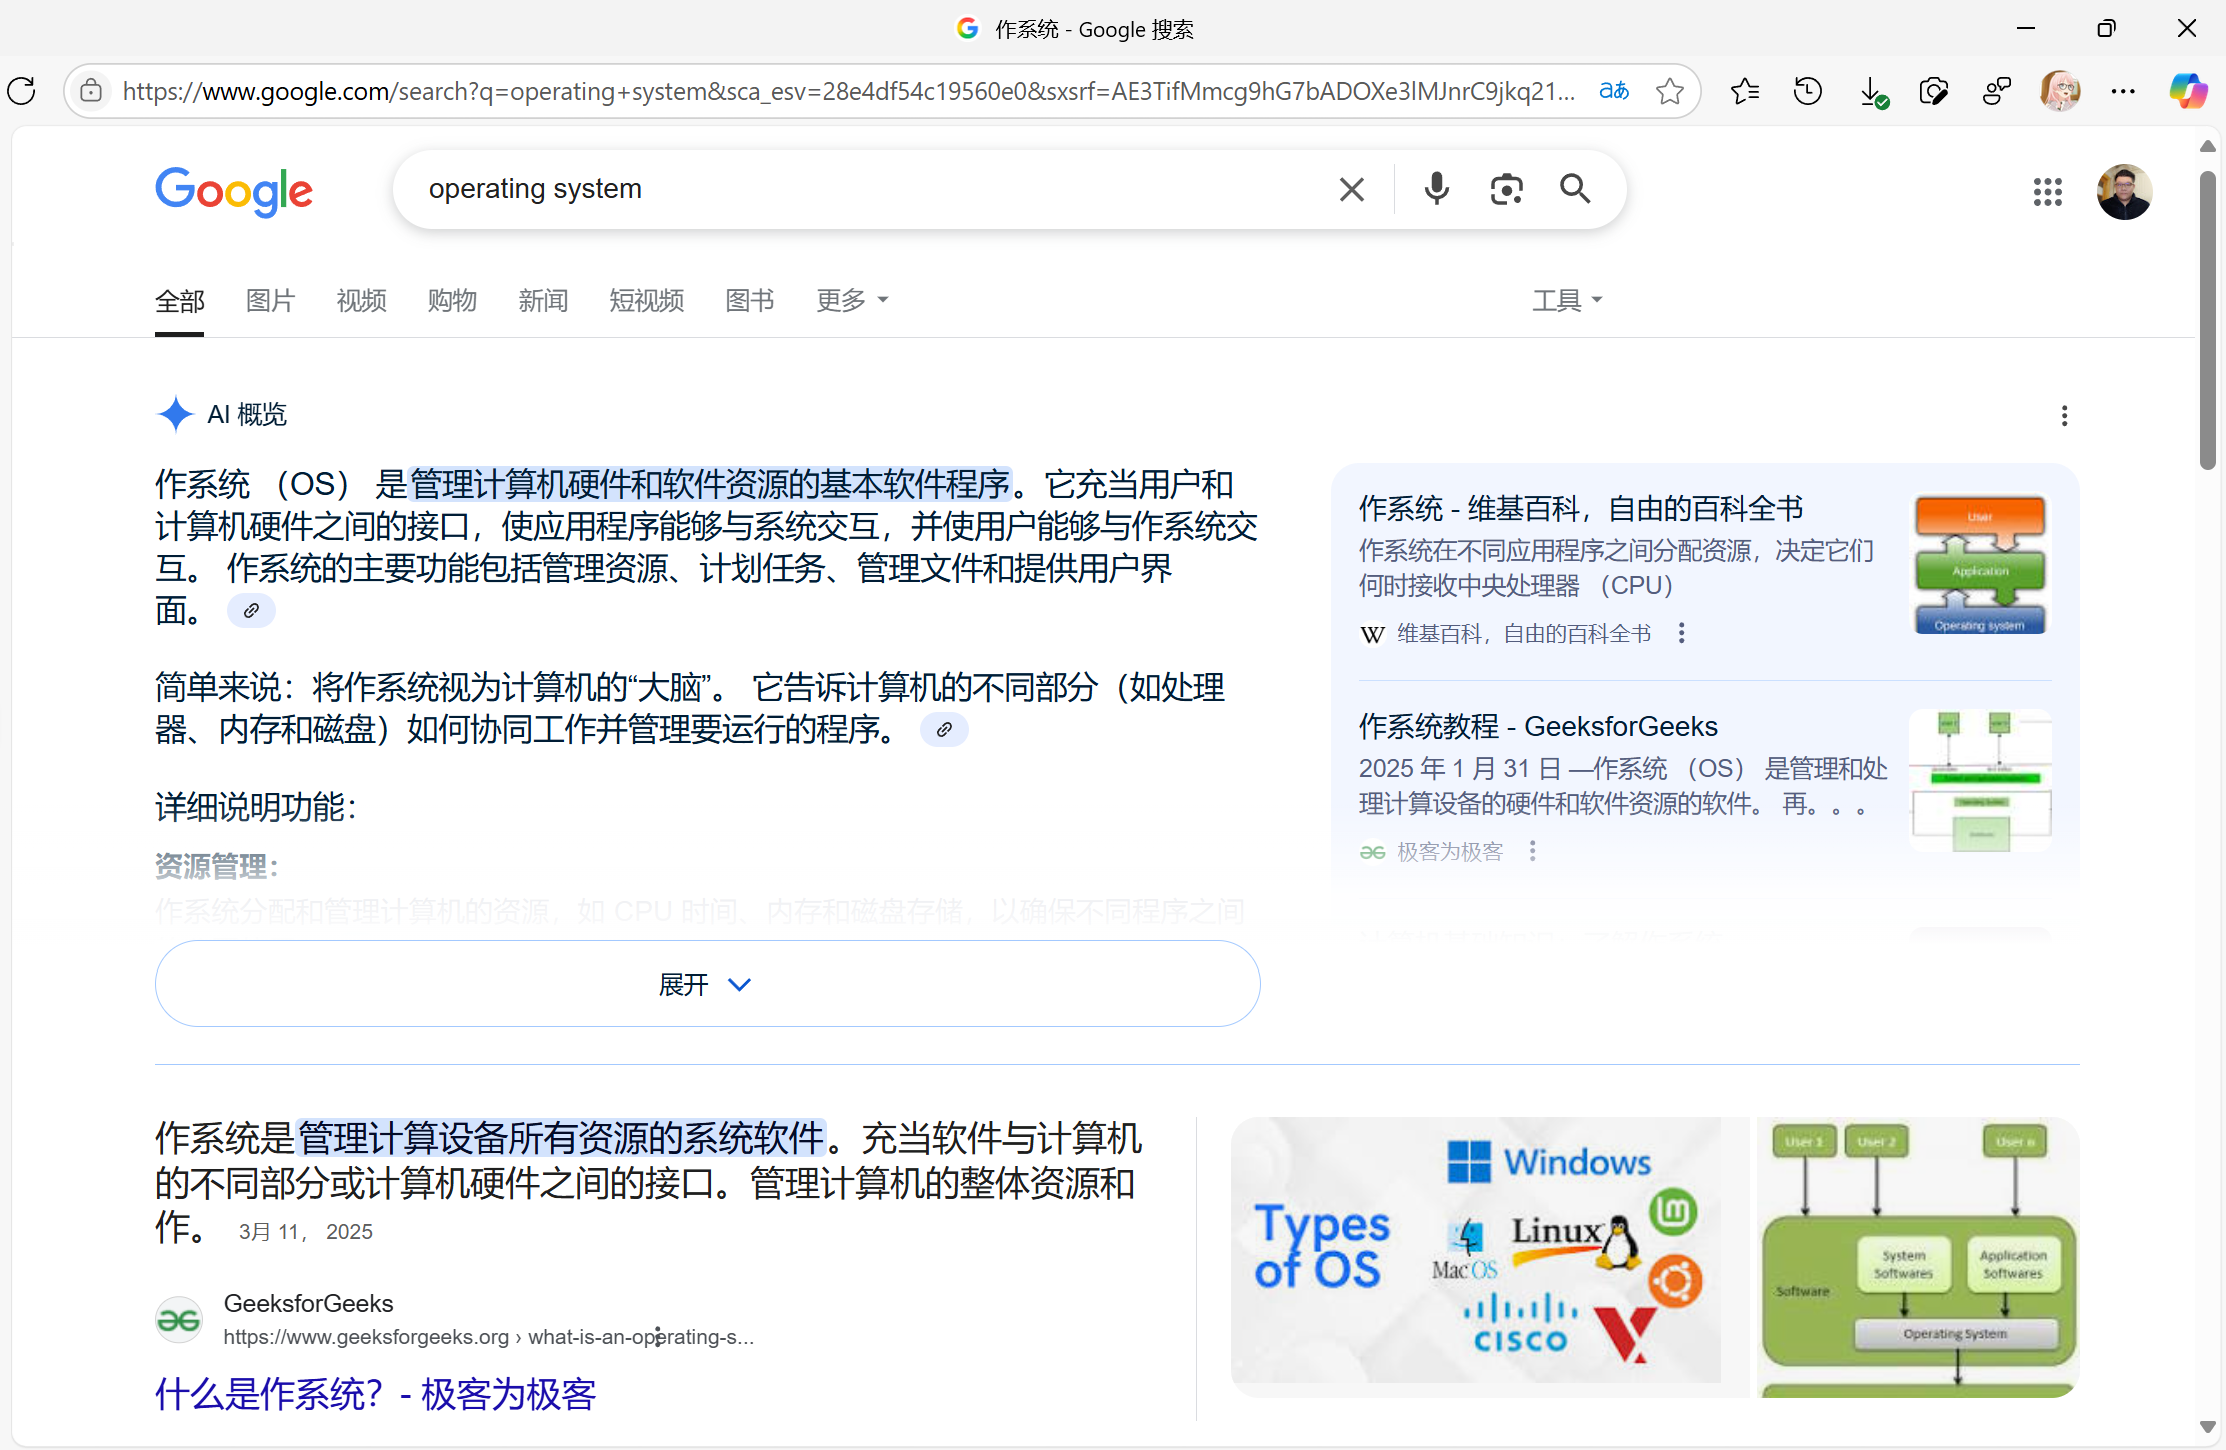 作系统 - Google 搜索
https://www.google.com/search?q=operating+system&sca_esv=28e4df54c19560e0&sxsrf=AE3TifMmcg9hG7bADOXe3lMJnrC9jkq21...
aあ
Google
operating system
全部 图片 视频 购物 新闻 短视频 图书 更多
工具
AI 概览
作系统 （OS） 是管理计算机硬件和软件资源的基本软件程序。它充当用户和
计算机硬件之间的接口，使应用程序能够与系统交互，并使用户能够与作系统交
互。 作系统的主要功能包括管理资源、计划任务、管理文件和提供用户界
面。
简单来说：将作系统视为计算机的“大脑”。 它告诉计算机的不同部分（如处理
器、内存和磁盘）如何协同工作并管理要运行的程序。
详细说明功能：
资源管理：
作系统分配和管理计算机的资源，如 CPU 时间、内存和磁盘存储，以确保不同程序之间
展开
作系统 - 维基百科，自由的百科全书
作系统在不同应用程序之间分配资源，决定它们
何时接收中央处理器 （CPU）
W 维基百科，自由的百科全书
User
Application
Operating system
作系统教程 - GeeksforGeeks
2025 年 1 月 31 日 —作系统 （OS） 是管理和处
理计算设备的硬件和软件资源的软件。 再。。。
极客为极客
作系统是管理计算设备所有资源的系统软件。充当软件与计算机
的不同部分或计算机硬件之间的接口。管理计算机的整体资源和
作。 3月 11， 2025
GeeksforGeeks
https://www.geeksforgeeks.org › what-is-an-operating-s...
什么是作系统？ - 极客为极客
Types
of OS
Windows
Mac OS
Linux
CISCO
User 1
User 2
User n
System
Softwares
Application
Softwares
Software
Operating System